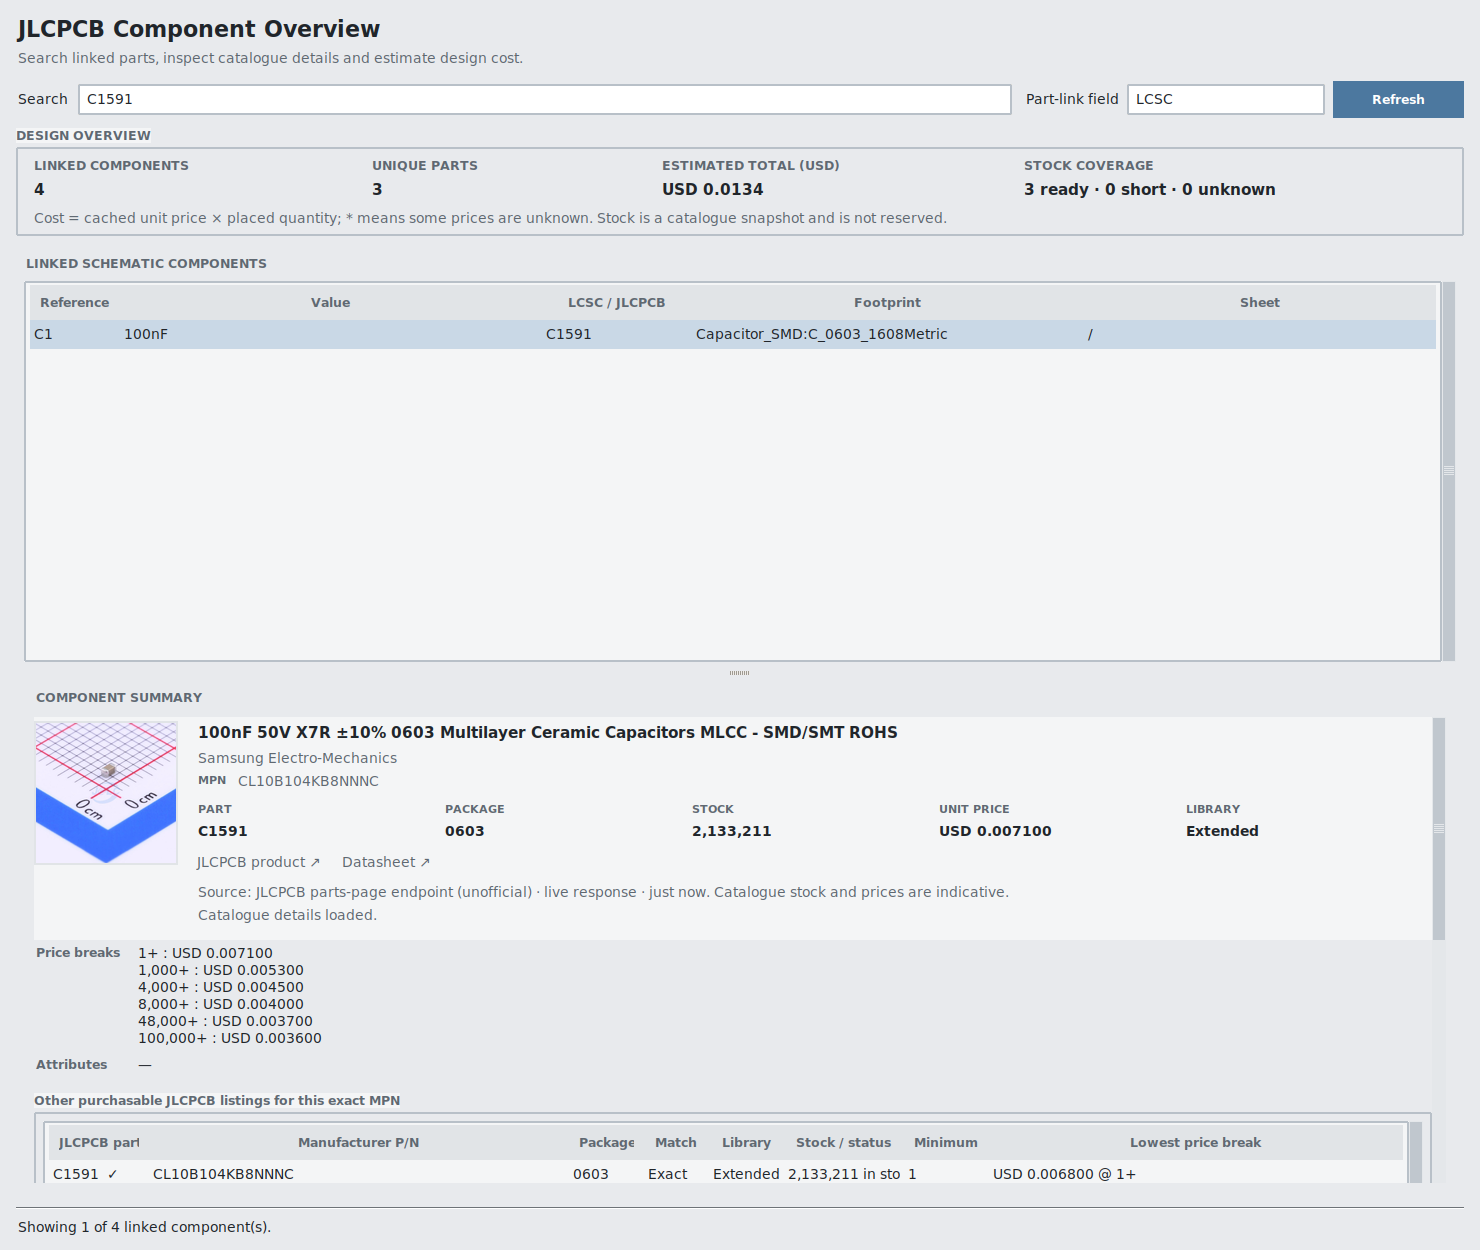 JLCPCB Component Overview
Search linked parts, inspect catalogue details and estimate design cost.
Search C1591 Part-link field LCSC Refresh
DESIGN OVERVIEW
LINKED COMPONENTS UNIQUE PARTS ESTIMATED TOTAL (USD) STOCK COVERAGE
4 3 USD 0.0134 3 ready · 0 short · 0 unknown
Cost = cached unit price × placed quantity; * means some prices are unknown. Stock is a catalogue snapshot and is not reserved.
LINKED SCHEMATIC COMPONENTS
Reference Value LCSC / JLCPCB Footprint Sheet
C1 100nF C1591 Capacitor_SMD:C_0603_1608Metric /
COMPONENT SUMMARY
100nF 50V X7R ±10% 0603 Multilayer Ceramic Capacitors MLCC - SMD/SMT ROHS
Samsung Electro-Mechanics
MPN CL10B104KB8NNNC
0cm 0cm
PART PACKAGE STOCK UNIT PRICE LIBRARY
C1591 0603 2,133,211 USD 0.007100 Extended
JLCPCB product ↗ Datasheet ↗
Source: JLCPCB parts-page endpoint (unofficial) · live response · just now. Catalogue stock and prices are indicative.
Catalogue details loaded.
Price breaks 1+ : USD 0.007100
1,000+ : USD 0.005300
4,000+ : USD 0.004500
8,000+ : USD 0.004000
48,000+ : USD 0.003700
100,000+ : USD 0.003600
Attributes —
Other purchasable JLCPCB listings for this exact MPN
JLCPCB part Manufacturer P/N Package Match Library Stock / status Minimum Lowest price break
C1591 ✓ CL10B104KB8NNNC 0603 Exact Extended 2,133,211 in sto 1 USD 0.006800 @ 1+
Showing 1 of 4 linked component(s).